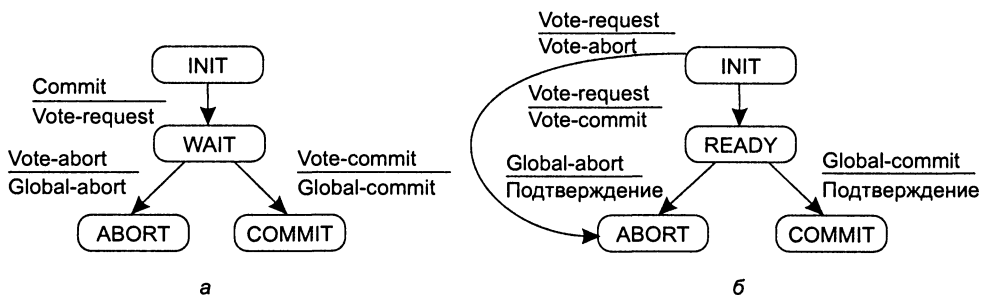 INIT
Commit
Vote-request
WAIT
Vote-abort
Global-abort
Vote-commit
Global-commit
ABORT
COMMIT
а
Vote-request
Vote-abort
INIT
Vote-request
Vote-commit
READY
Global-abort
Подтверждение
Global-commit
Подтверждение
ABORT
COMMIT
б